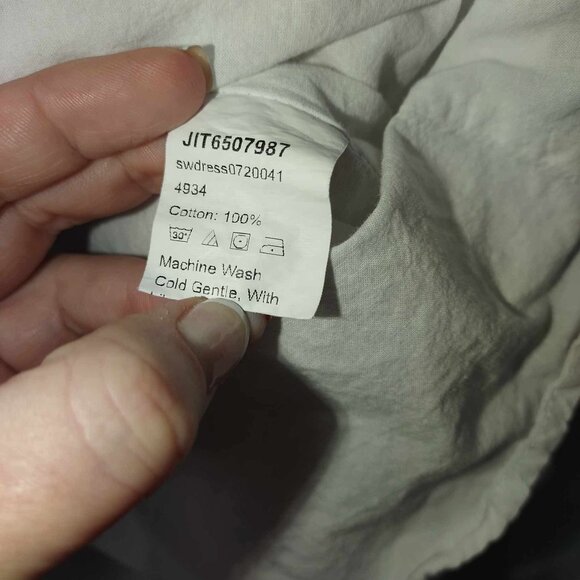 JIT6507987
swdress0720041
4934
Cotton: 100%
30°
Machine Wash
Cold Gentle, With